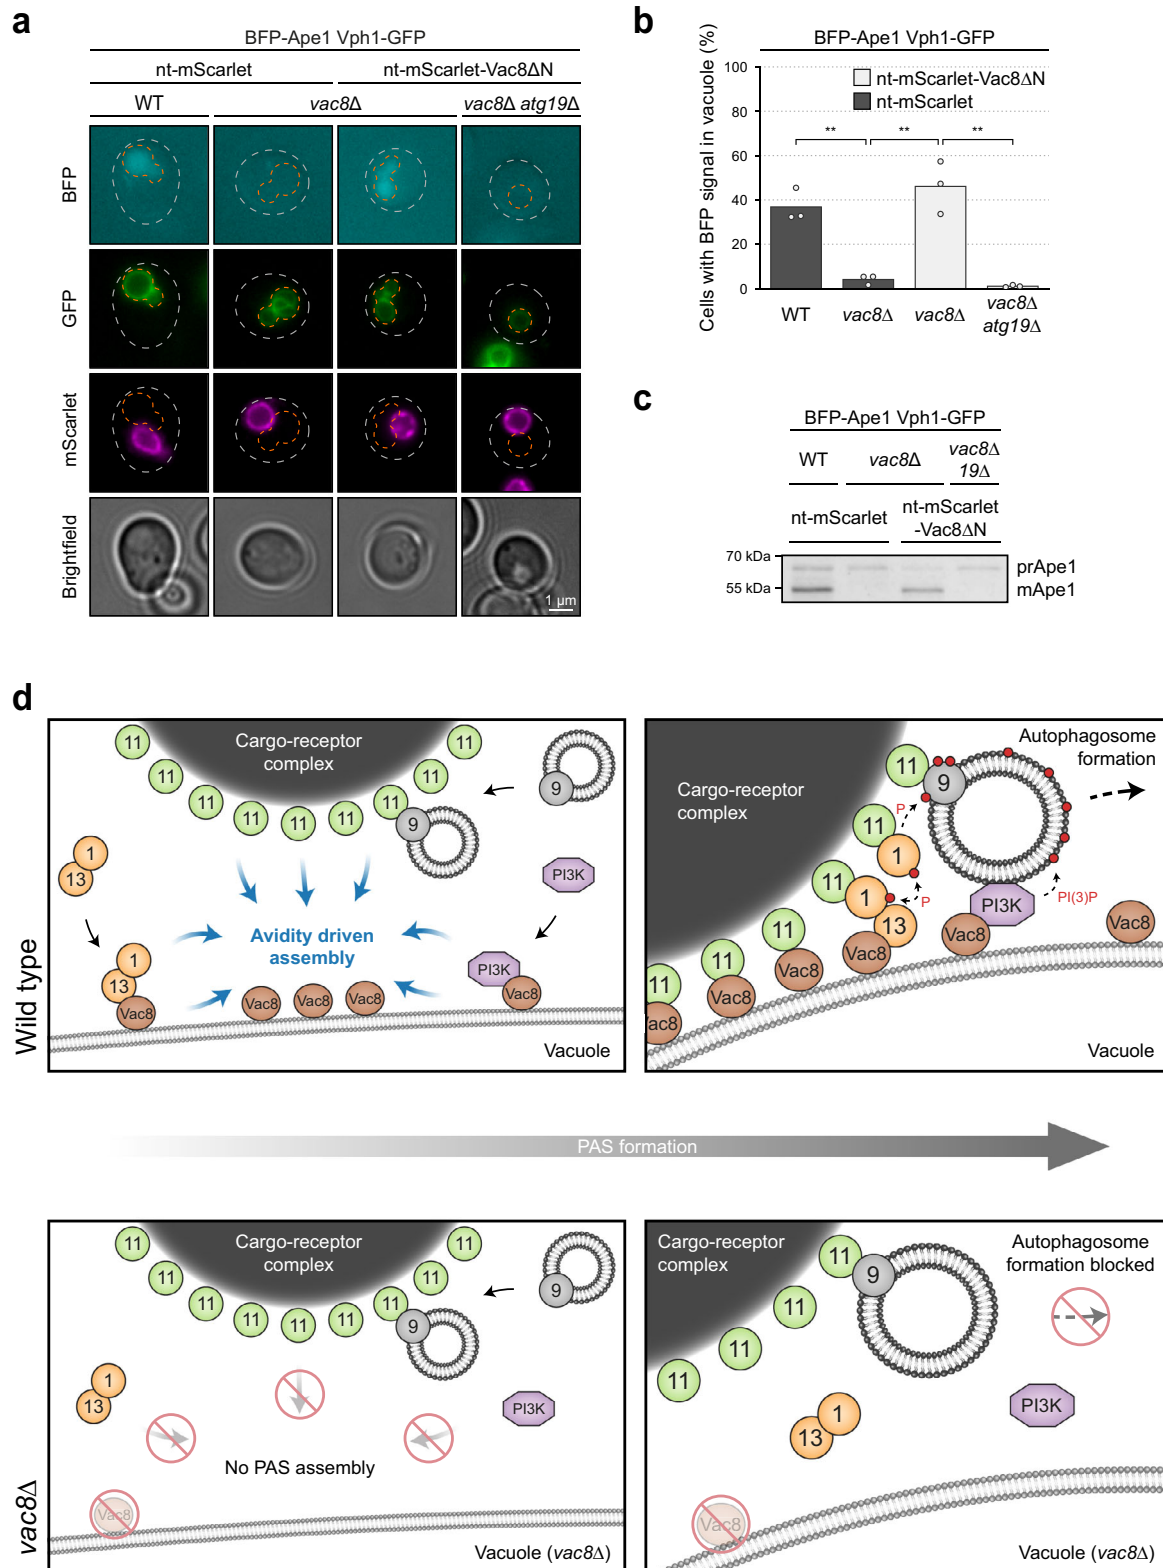 a
BFP-Ape1 Vph1-GFP
nt-mScarlet
nt-mScarlet-Vac8ΔN
WT
vac8Δ
vac8Δ atg19Δ
BFP
GFP
mScarlet
Brightfield
1 µm
b
BFP-Ape1 Vph1-GFP
Cells with BFP signal in vacuole (%)
100
80
60
40
20
0
nt-mScarlet-Vac8ΔN
nt-mScarlet
**
**
**
WT
vac8Δ
vac8Δ
vac8Δ
atg19Δ
c
BFP-Ape1 Vph1-GFP
WT
vac8Δ
vac8Δ
19Δ
nt-mScarlet
nt-mScarlet
-Vac8ΔN
70 kDa
55 kDa
prApe1
mApe1
d
Wild type
Cargo-receptor
complex
11
11
11
11
11
11
11
11
11
9
9
1
13
PI3K
Avidity driven
assembly
1
13
Vac8
Vac8
Vac8
Vac8
PI3K
Vac8
Vacuole
Cargo-receptor
complex
Autophagosome
formation
11
9
P
11
1
11
1
P
13
PI3K
PI(3)P
11
11
11
Vac8
Vac8
Vac8
Vac8
Vac8
Vac8
Vacuole
PAS formation
vac8Δ
Cargo-receptor
complex
11
11
11
11
11
11
11
11
11
9
9
1
13
PI3K
No PAS assembly
Vac8
Vacuole (vac8Δ)
Cargo-receptor
complex
Autophagosome
formation blocked
11
9
11
11
11
1
13
PI3K
Vac8
Vacuole (vac8Δ)